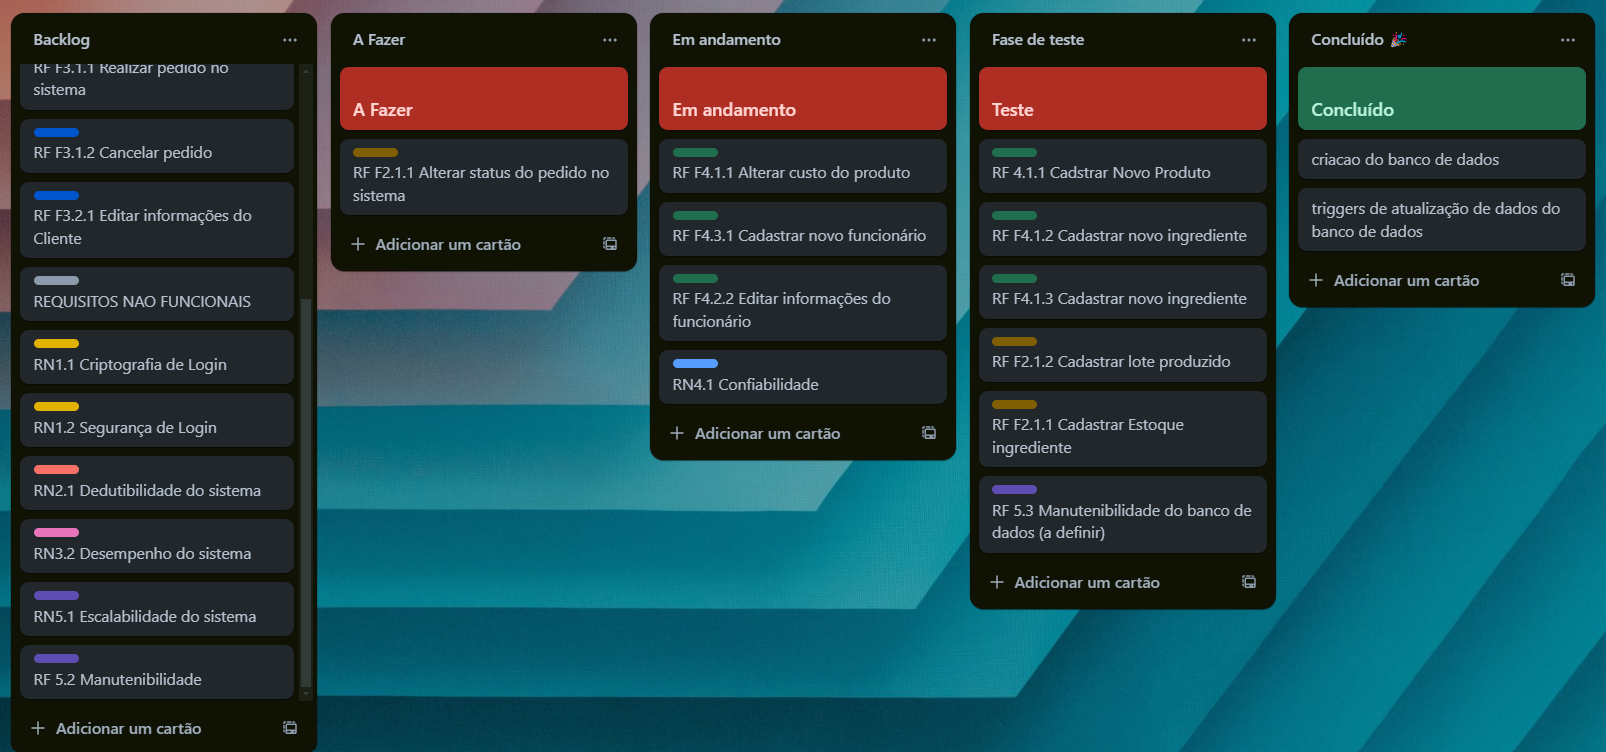 Backlog
RF F3.1.1 Realizar pedido no
sistema
RF F3.1.2 Cancelar pedido
RF F3.2.1 Editar informações do
Cliente
REQUISITOS NAO FUNCIONAIS
RN1.1 Criptografia de Login
RN1.2 Segurança de Login
RN2.1 Dedutibilidade do sistema
RN3.2 Desempenho do sistema
RN5.1 Escalabilidade do sistema
RF 5.2 Manutenibilidade
Adicionar um cartão
A Fazer
A Fazer
RF F2.1.1 Alterar status do pedido no
sistema
Adicionar um cartão
Em andamento
Em andamento
RF F4.1.1 Alterar custo do produto
RF F4.3.1 Cadastrar novo funcionário
RF F4.2.2 Editar informações do
funcionário
RN4.1 Confiabilidade
Adicionar um cartão
Fase de teste
Teste
RF 4.1.1 Cadstrar Novo Produto
RF F4.1.2 Cadastrar novo ingrediente
RF F4.1.3 Cadastrar novo ingrediente
RF F2.1.2 Cadastrar lote produzido
RF F2.1.1 Cadastrar Estoque
ingrediente
RF 5.3 Manutenibilidade do banco de
dados (a definir)
Adicionar um cartão
Concluído 🎉
Concluído
criacao do banco de dados
triggers de atualização de dados do
banco de dados
Adicionar um cartão